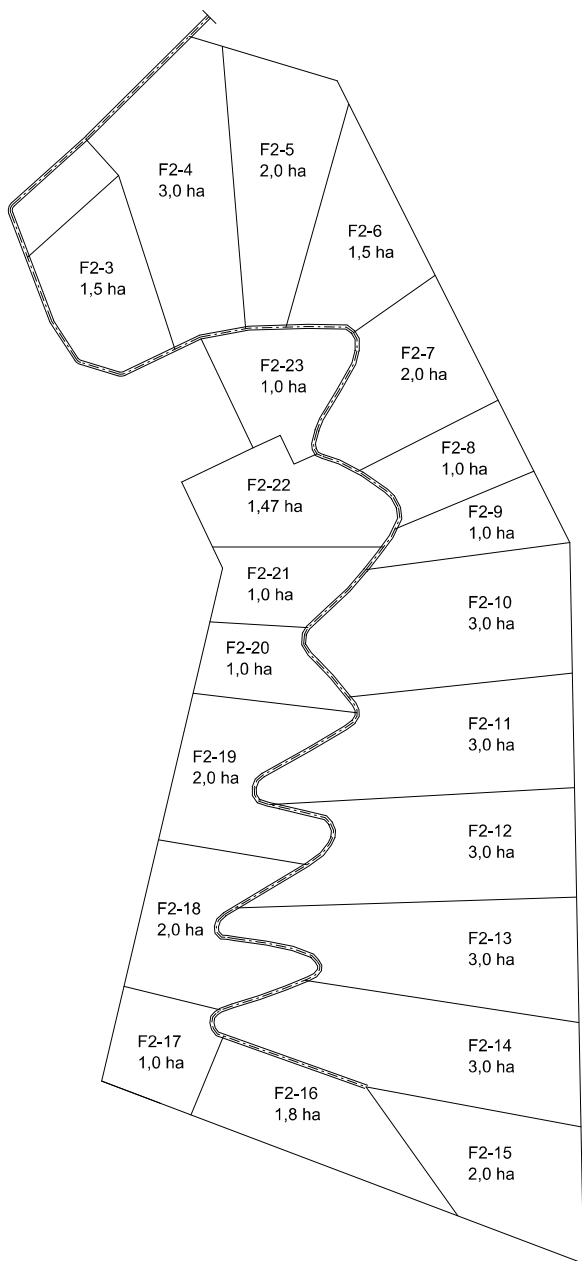 F2-5
2,0 ha
F2-4
3,0 ha
F2-6
1,5 ha
F2-3
1,5 ha
F2-7
2,0 ha
F2-23
1,0 ha
F2-8
1,0 ha
F2-22
1,47 ha
F2-9
1,0 ha
F2-21
1,0 ha
F2-10
3,0 ha
F2-20
1,0 ha
F2-11
3,0 ha
F2-19
2,0 ha
F2-12
3,0 ha
F2-18
2,0 ha
F2-13
3,0 ha
F2-17
1,0 ha
F2-14
3,0 ha
F2-16
1,8 ha
F2-15
2,0 ha